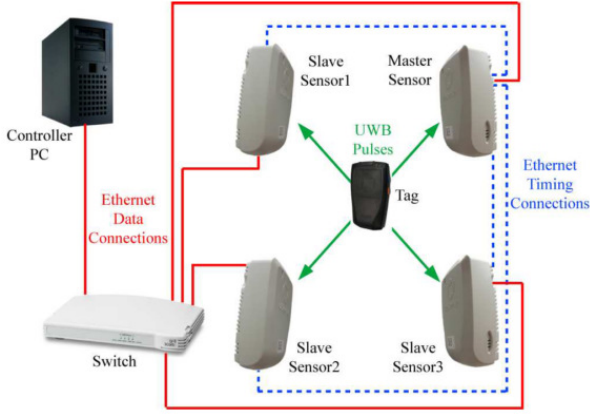 Slave
Sensor1
Master
Sensor
Controller
PC
UWB
Pulses
Tag
Ethernet
Timing
Connections
Ethernet
Data
Connections
Switch
Slave
Sensor2
Slave
Sensor3